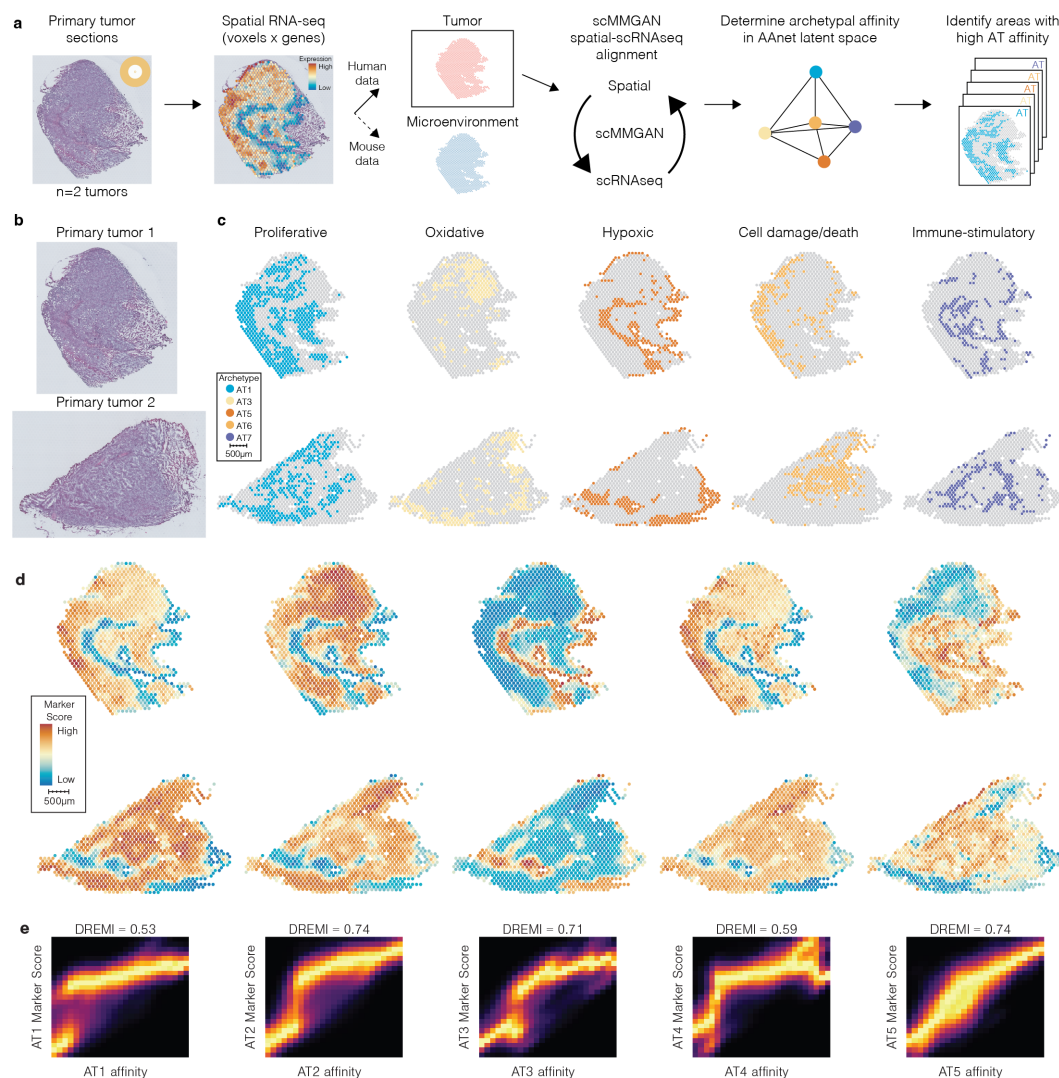 a
Primary tumor
sections
n=2 tumors
Spatial RNA-seq
(voxels x genes)
Expression
High
Low
Human
data
Mouse
data
Tumor
Microenvironment
scMMGAN
spatial-scRNAseq
alignment
Spatial
scMMGAN
scRNAseq
Determine archetypal affinity
in AAnet latent space
Identify areas with
high AT affinity
AT
AT
AT
AT
b
Primary tumor 1
Primary tumor 2
c
Proliferative
Oxidative
Hypoxic
Cell damage/death
Immune-stimulatory
Archetype
AT1
AT3
AT5
AT6
AT7
500µm
d
Marker
Score
High
Low
500µm
e
DREMI = 0.53
AT1 Marker Score
AT1 affinity
DREMI = 0.74
AT2 Marker Score
AT2 affinity
DREMI = 0.71
AT3 Marker Score
AT3 affinity
DREMI = 0.59
AT4 Marker Score
AT4 affinity
DREMI = 0.74
AT5 Marker Score
AT5 affinity